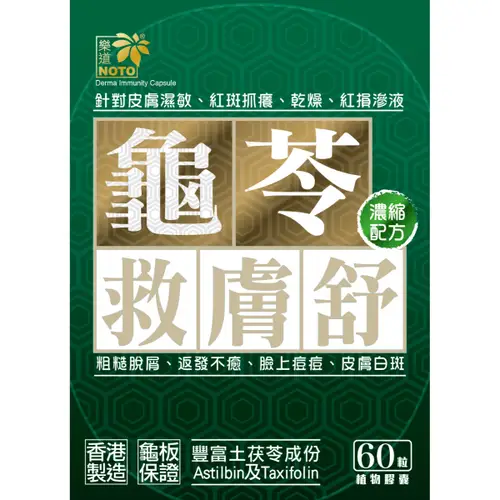 樂道
NOTO®
Derma Immunity Capsule
針對皮膚濕敏、紅斑抓癢、乾燥、紅損滲液
龜苓
濃縮
配方
救膚舒
粗糙脫屑、返發不癒、臉上痘痘、皮膚白斑
香港
製造
龜板
保證
豐富土茯苓成份
Astilbin及Taxifolin
60粒
植物膠囊